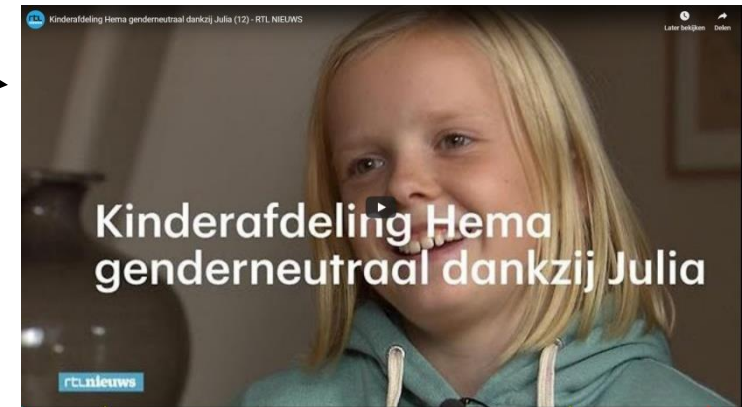 Kinderafdeling Hema genderneutraal dankzij Julia (12) - RTL NIEUWS
Later bekijken Delen
Kinderafdeling Hema
genderneutraal dankzij Julia
rtl nieuws